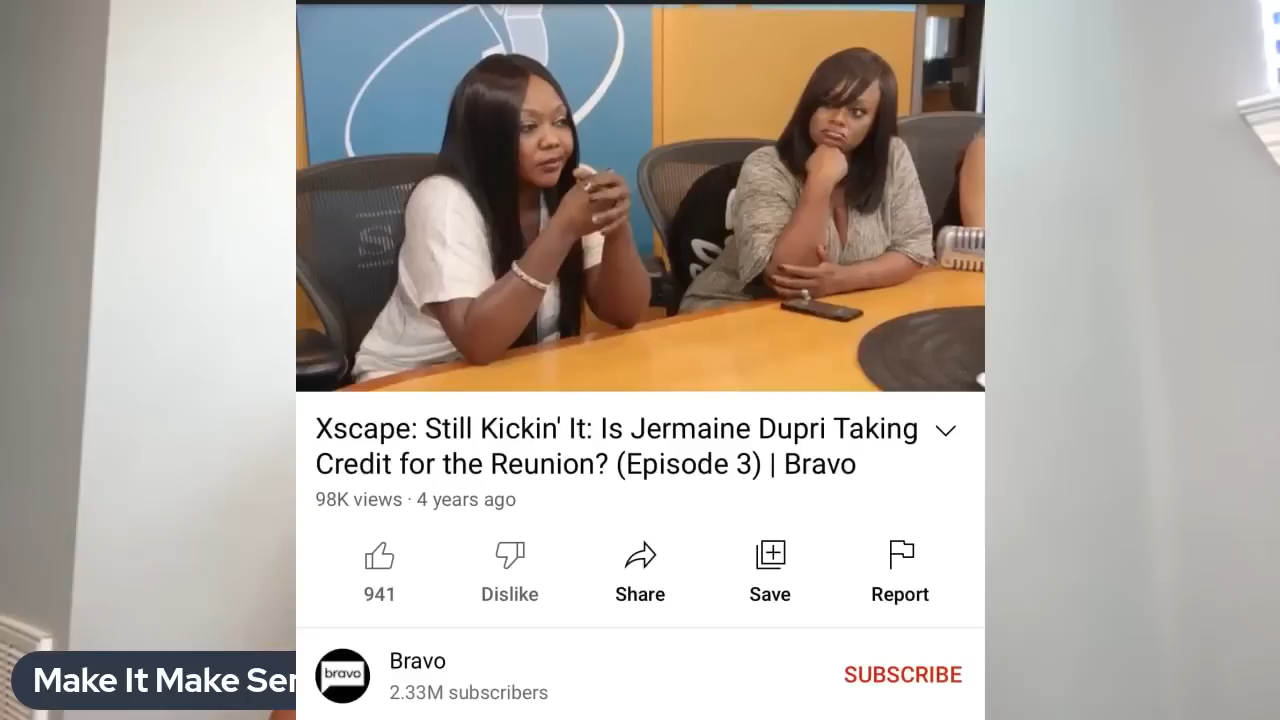 Xscape: Still Kickin' It: Is Jermaine Dupri Taking
Credit for the Reunion? (Episode 3) | Bravo
98K views · 4 years ago
941
Dislike
Share
Save
Report
bravo
Bravo
2.33M subscribers
SUBSCRIBE
Make It Make Ser